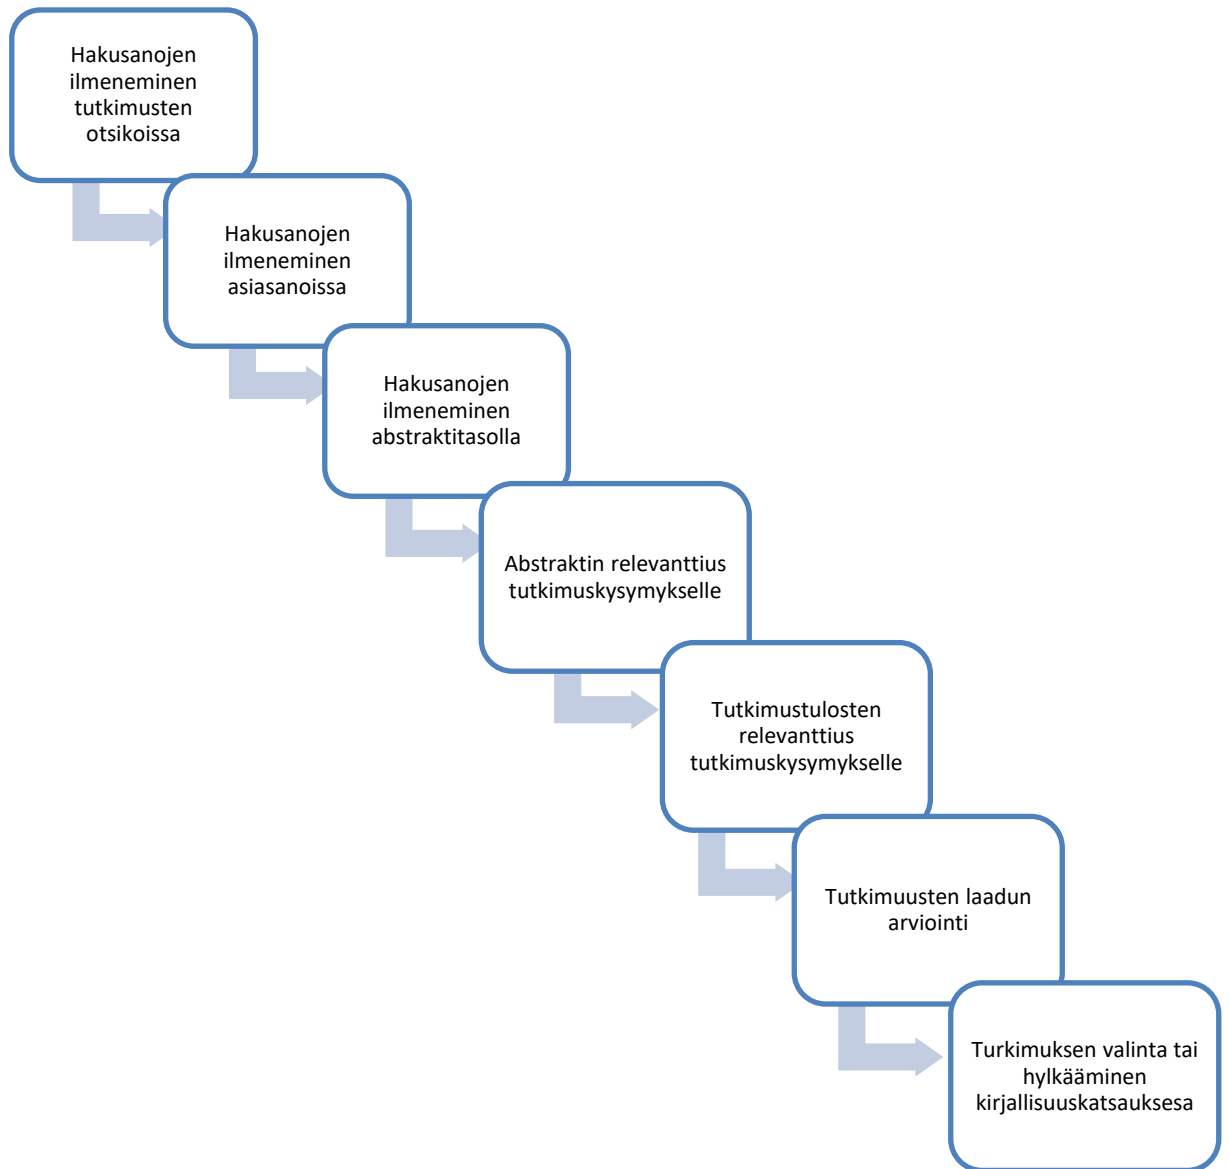 Hakusanojen
ilmeneminen
tutkimusten
otsikoissa
Hakusanojen
ilmeneminen
asiasanoissa
Hakusanojen
ilmeneminen
abstraktitasolla
Abstraktin relevanttius
tutkimuskysymykselle
Tutkimustulosten
relevanttius
tutkimuskysymykselle
Tutkimuusten laadun
arviointi
Turkimuksen valinta tai
hylkääminen
kirjallisuuskatsauksesa